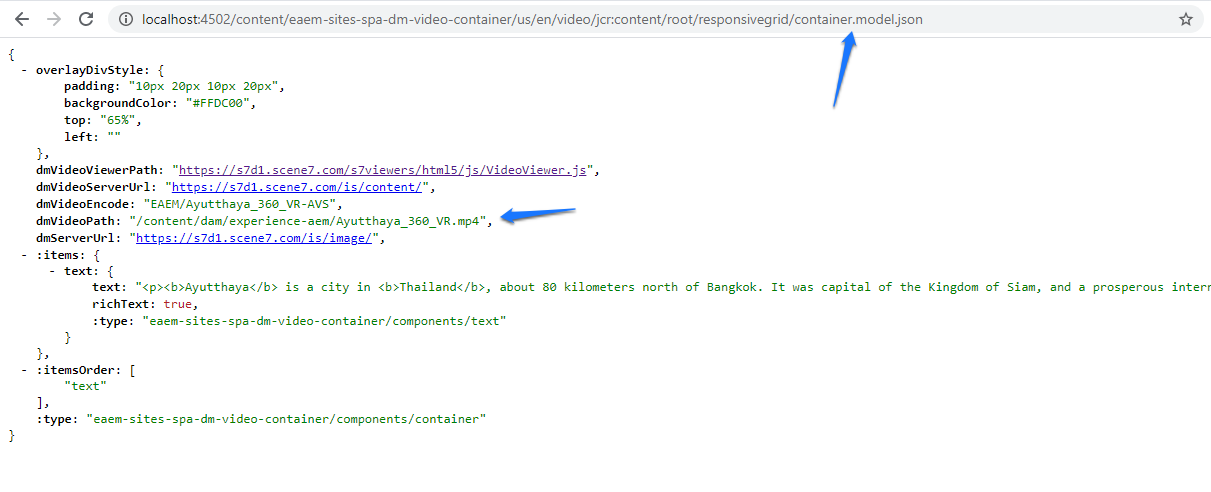 localhost:4502/content/eaem-sites-spa-dm-video-container/us/en/video/jcr:content/root/responsivegrid/container.model.json
{
- overlayDivStyle: {
padding: "10px 20px 10px 20px",
backgroundColor: "#FFDC00",
top: "65%",
left: ""
},
dmVideoViewerPath: "https://s7d1.scene7.com/s7viewers/html5/js/VideoViewer.js",
dmVideoServerUrl: "https://s7d1.scene7.com/is/content/",
dmVideoEncode: "EAEM/Ayutthaya_360_VR-AVS",
dmVideoPath: "/content/dam/experience-aem/Ayutthaya_360_VR.mp4",
dmServerUrl: "https://s7d1.scene7.com/is/image/",
- :items: {
- text: {
text: "<p><b>Ayutthaya</b> is a city in <b>Thailand</b>, about 80 kilometers north of Bangkok. It was capital of the Kingdom of Siam, and a prosperous interr
richText: true,
:type: "eaem-sites-spa-dm-video-container/components/text"
}
},
- :itemsOrder: [
"text"
],
:type: "eaem-sites-spa-dm-video-container/components/container"
}